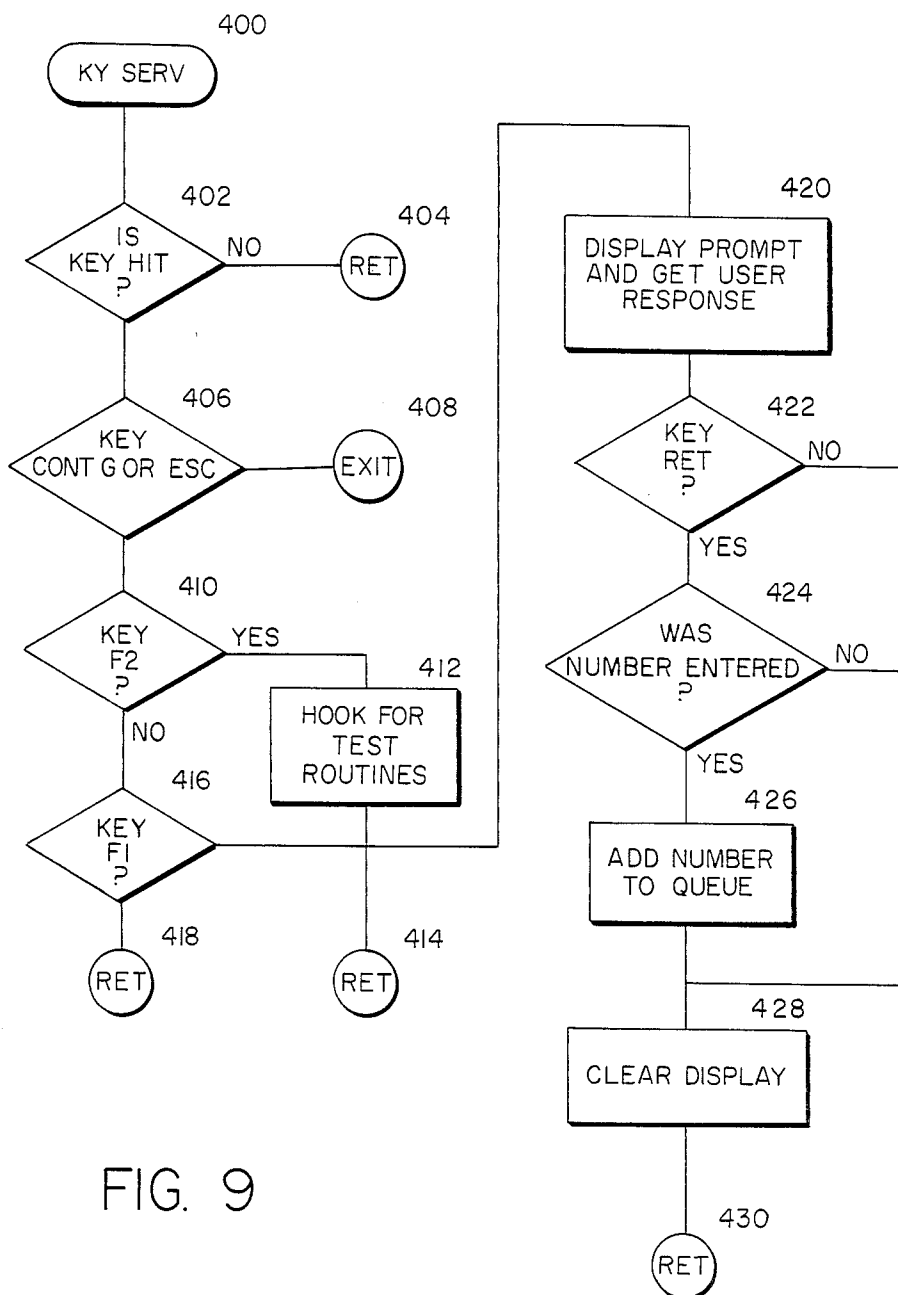 400
KY SERV
402
IS
KEY HIT
?
NO
404
RET
406
KEY
CONT G OR ESC
408
EXIT
410
KEY
F2
?
YES
NO
412
HOOK FOR
TEST
ROUTINES
416
KEY
F1
?
418
RET
414
RET
420
DISPLAY PROMPT
AND GET USER
RESPONSE
422
KEY
RET
?
NO
YES
424
WAS
NUMBER ENTERED
?
NO
YES
426
ADD NUMBER
TO QUEUE
428
CLEAR DISPLAY
430
RET
FIG. 9